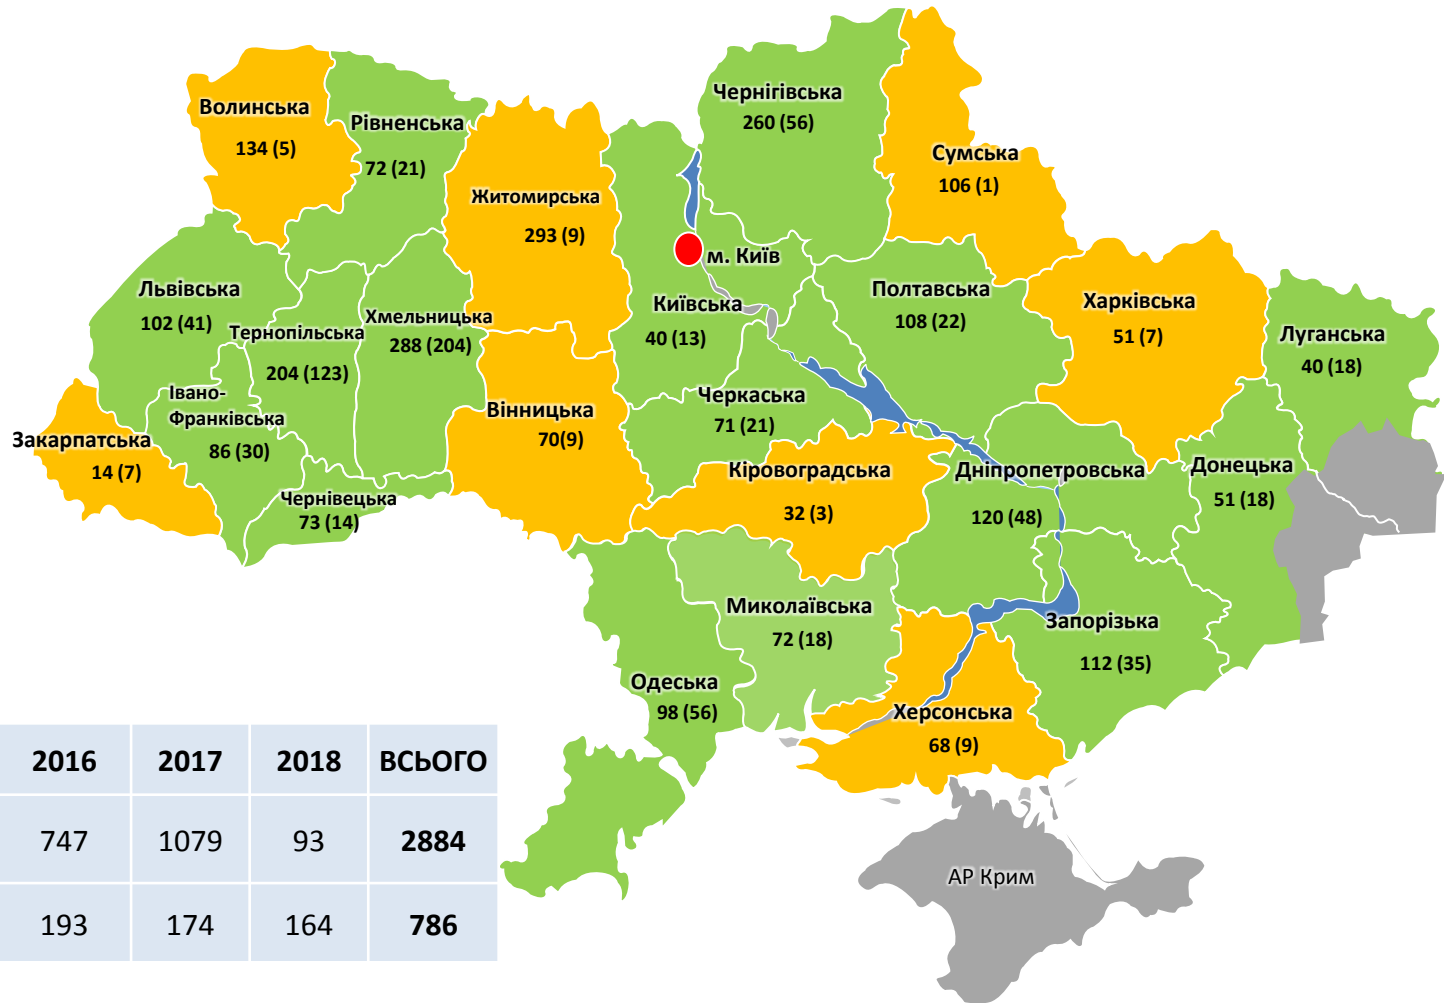 Волинська
134 (5)
Рівненська
72 (21)
Житомирська
293 (9)
Чернігівська
260 (56)
Сумська
106 (1)
м. Київ
Київська
40 (13)
Львівська
102 (41)
Тернопільська
204 (123)
Хмельницька
288 (204)
Полтавська
108 (22)
Харківська
51 (7)
Луганська
40 (18)
Івано-
Франківська
86 (30)
Закарпатська
14 (7)
Чернівецька
73 (14)
Вінницька
70(9)
Черкаська
71 (21)
Кіровоградська
32 (3)
Дніпропетровська
120 (48)
Донецька
51 (18)
Миколаївська
72 (18)
Запорізька
112 (35)
Одеська
98 (56)
Херсонська
68 (9)
АР Крим
2016 2017 2018 ВСЬОГО
747 1079 93 2884
193 174 164 786